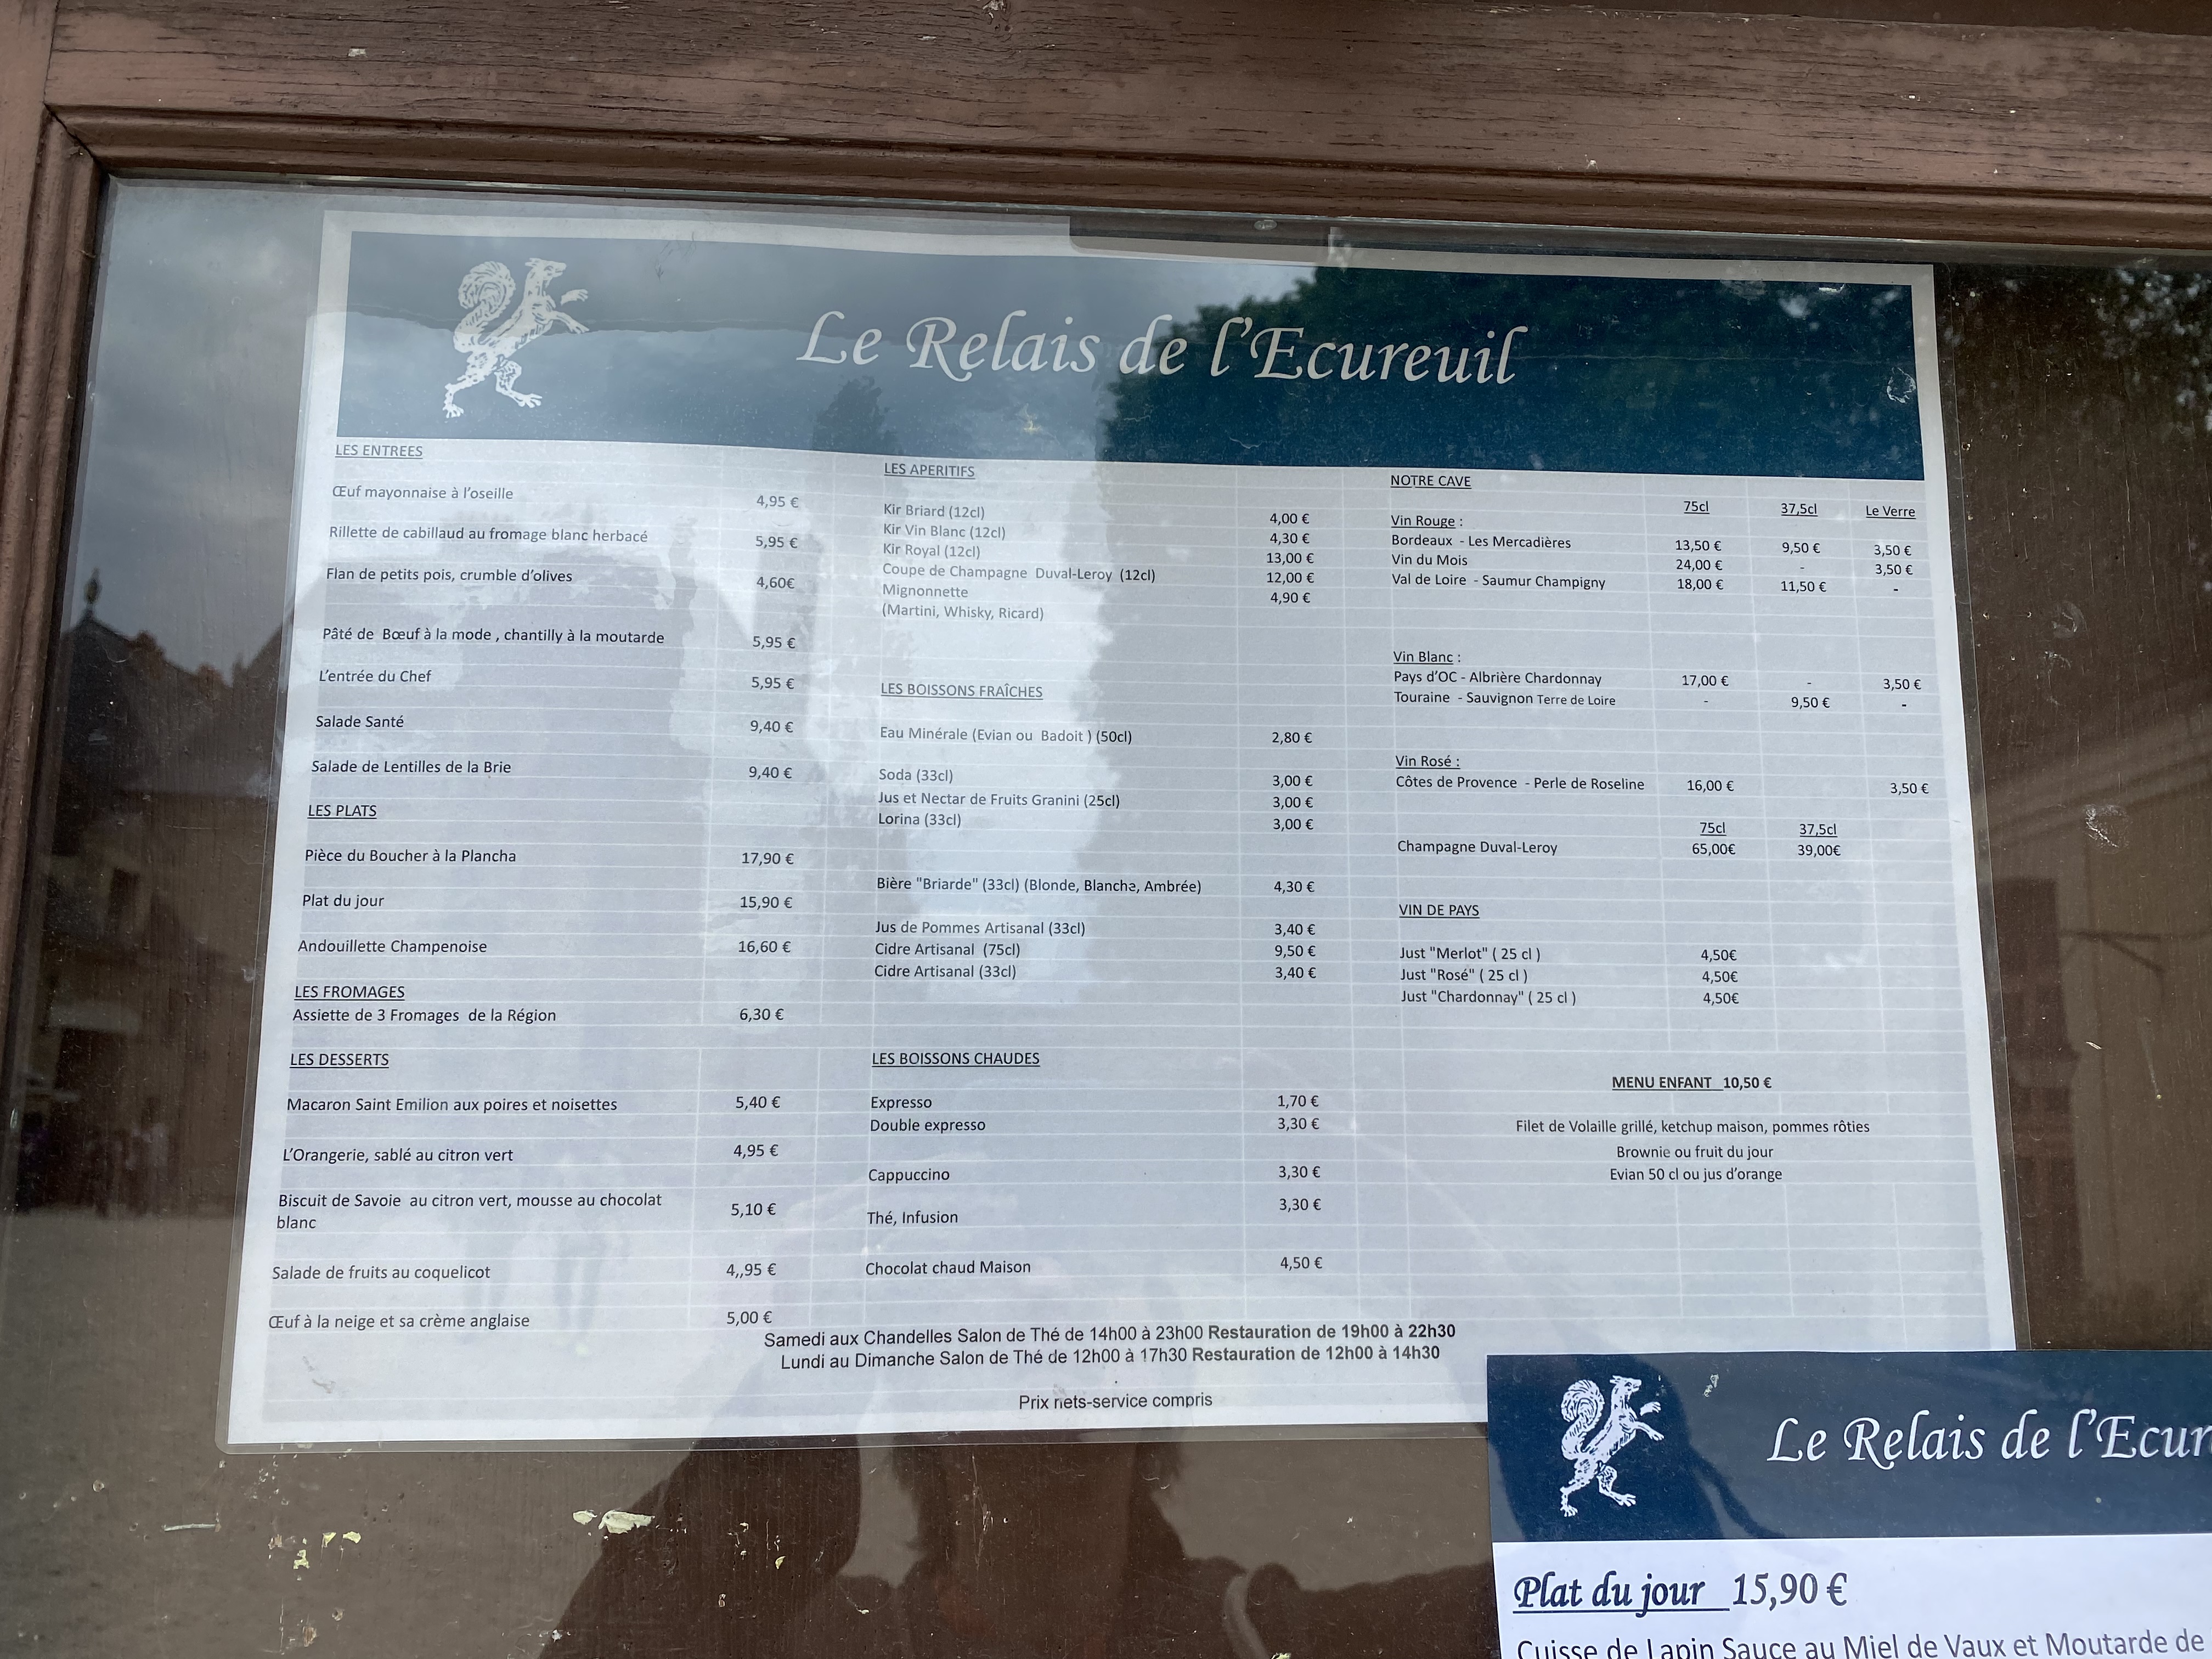 Le Relais de l'Ecureuil
LES ENTREES
Œuf mayonnaise à l'oseille 4,95 €
Rillette de cabillaud au fromage blanc herbacé 5,95 €
Flan de petits pois, crumble d'olives 4,60€
Pâté de Bœuf à la mode , chantilly à la moutarde 5,95 €
L'entrée du Chef 5,95 €
Salade Santé 9,40 €
Salade de Lentilles de la Brie 9,40 €
LES PLATS
Pièce du Boucher à la Plancha 17,90 €
Plat du jour 15,90 €
Andouillette Champenoise 16,60 €
LES FROMAGES
Assiette de 3 Fromages de la Région 6,30 €
LES DESSERTS
Macaron Saint Emilion aux poires et noisettes 5,40 €
L'Orangerie, sablé au citron vert 4,95 €
Biscuit de Savoie au citron vert, mousse au chocolat
blanc 5,10 €
Salade de fruits au coquelicot 4,,95 €
Œuf à la neige et sa crème anglaise 5,00 €
LES APERITIFS
Kir Briard (12cl) 4,00 €
Kir Vin Blanc (12cl) 4,30 €
Kir Royal (12cl) 13,00 €
Coupe de Champagne Duval-Leroy (12cl) 12,00 €
Mignonnette 4,90 €
(Martini, Whisky, Ricard)
LES BOISSONS FRAÎCHES
Eau Minérale (Evian ou Badoit ) (50cl) 2,80 €
Soda (33cl) 3,00 €
Jus et Nectar de Fruits Granini (25cl) 3,00 €
Lorina (33cl) 3,00 €
Bière "Briarde" (33cl) (Blonde, Blanche, Ambrée) 4,30 €
Jus de Pommes Artisanal (33cl) 3,40 €
Cidre Artisanal (75cl) 9,50 €
Cidre Artisanal (33cl) 3,40 €
LES BOISSONS CHAUDES
Expresso 1,70 €
Double expresso 3,30 €
Cappuccino 3,30 €
Thé, Infusion 3,30 €
Chocolat chaud Maison 4,50 €
NOTRE CAVE
75cl 37,5cl Le Verre
Vin Rouge :
Bordeaux - Les Mercadières 13,50 € 9,50 € 3,50 €
Vin du Mois 24,00 € - 3,50 €
Val de Loire - Saumur Champigny 18,00 € 11,50 € -
Vin Blanc :
Pays d'OC - Albrière Chardonnay 17,00 € - 3,50 €
Touraine - Sauvignon Terre de Loire - 9,50 € -
Vin Rosé :
Côtes de Provence - Perle de Roseline 16,00 € 3,50 €
75cl 37,5cl
Champagne Duval-Leroy 65,00€ 39,00€
VIN DE PAYS
Just "Merlot" ( 25 cl ) 4,50€
Just "Rosé" ( 25 cl ) 4,50€
Just "Chardonnay" ( 25 cl ) 4,50€
MENU ENFANT 10,50 €
Filet de Volaille grillé, ketchup maison, pommes rôties
Brownie ou fruit du jour
Evian 50 cl ou jus d'orange
Samedi aux Chandelles Salon de Thé de 14h00 à 23h00 Restauration de 19h00 à 22h30
Lundi au Dimanche Salon de Thé de 12h00 à 17h30 Restauration de 12h00 à 14h30
Prix nets-service compris
Le Relais de l'Ecur
Plat du jour 15,90 €
Cuisse de Lapin Sauce au Miel de Vaux et Moutarde de